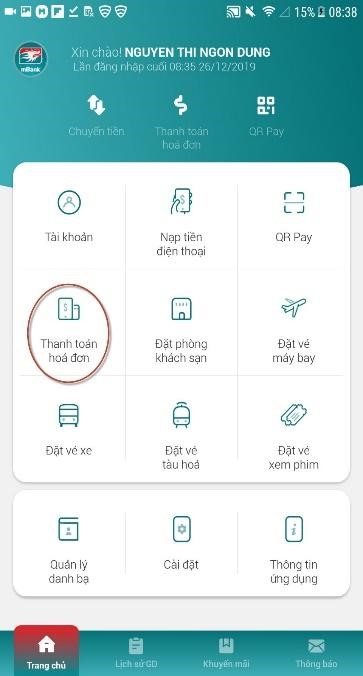 15% 08:38
Xin chào! NGUYEN THI NGON DUNG
Lần đăng nhập cuối 08:35 26/12/2019
mBank
Chuyển tiền
Thanh toán
hoá đơn
QR Pay
Tài khoản
Nạp tiền
điện thoại
QR Pay
Thanh toán
hoá đơn
Đặt phòng
khách sạn
Đặt vé
máy bay
Đặt vé xe
Đặt vé
tàu hoả
Đặt vé
xem phim
Quản lý
danh bạ
Cài đặt
Thông tin
ứng dụng
Trang chủ
Lịch sử GD
Khuyến mãi
Thông báo